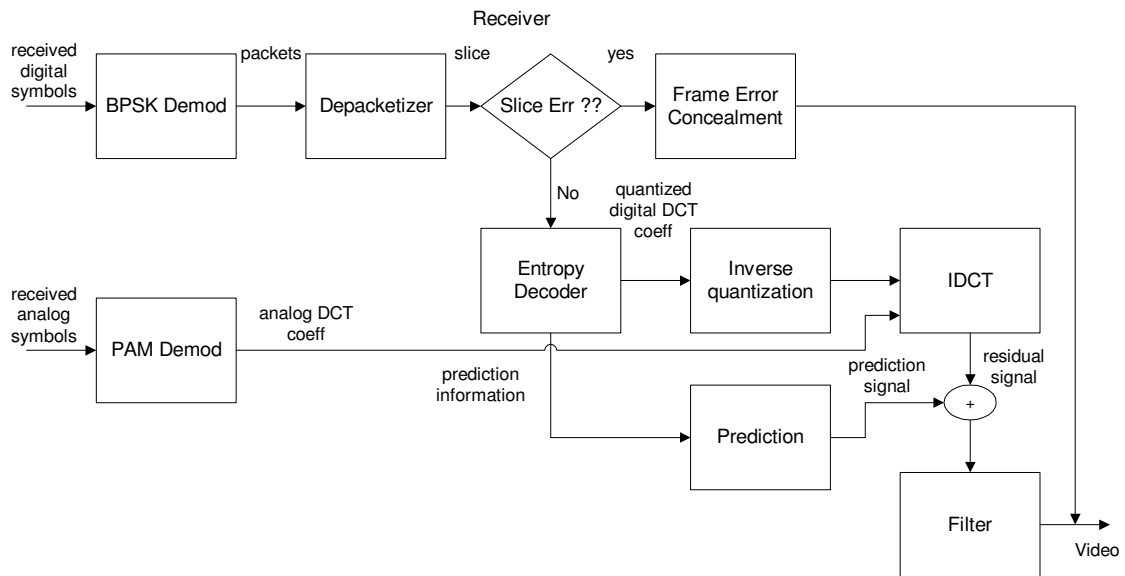 Receiver
received
digital
symbols
BPSK Demod
packets
Depacketizer
slice
Slice Err ??
yes
Frame Error
Concealment
No
quantized
digital DCT
coeff
Entropy
Decoder
Inverse
quantization
IDCT
received
analog
symbols
PAM Demod
analog DCT
coeff
prediction
information
prediction
signal
residual
signal
+
Prediction
Filter
Video